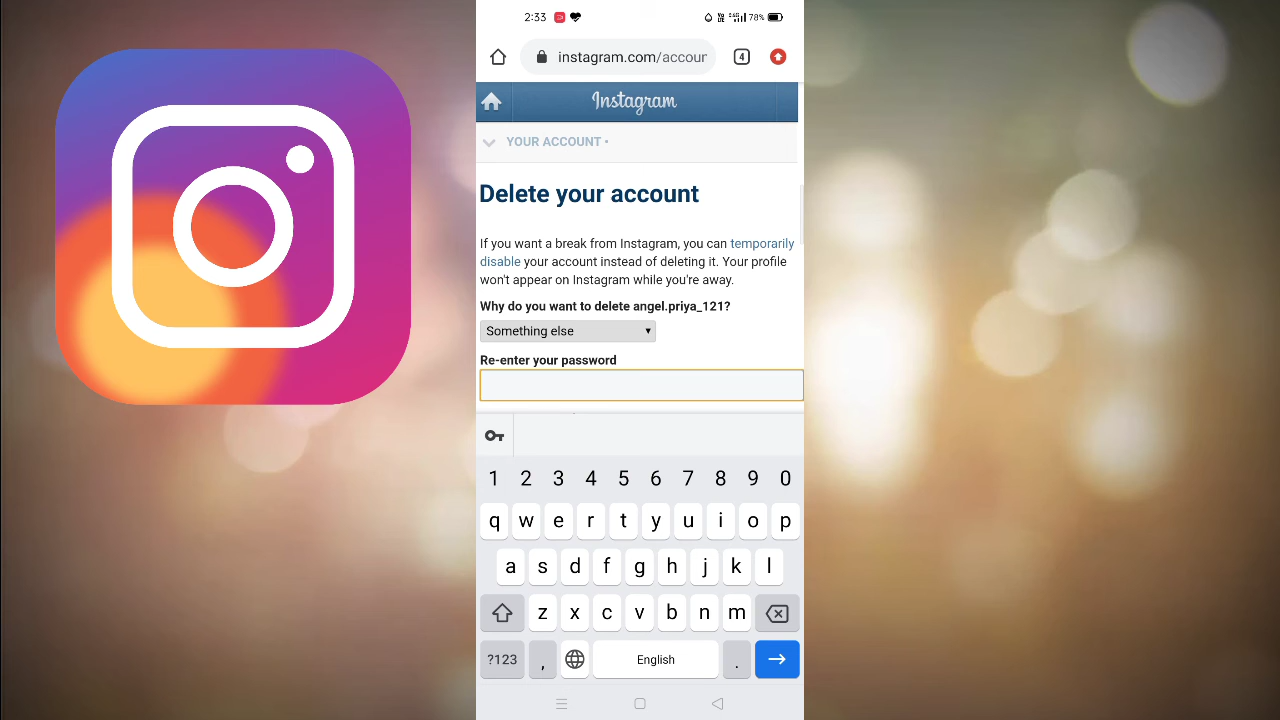 2:33 78%
instagram.com/accour 4
Instagram
YOUR ACCOUNT •
Delete your account
If you want a break from Instagram, you can temporarily
disable your account instead of deleting it. Your profile
won't appear on Instagram while you're away.
Why do you want to delete angel.priya_121?
Something else
Re-enter your password
1 2 3 4 5 6 7 8 9 0
q w e r t y u i o p
a s d f g h j k l
z x c v b n m
?123 , English .